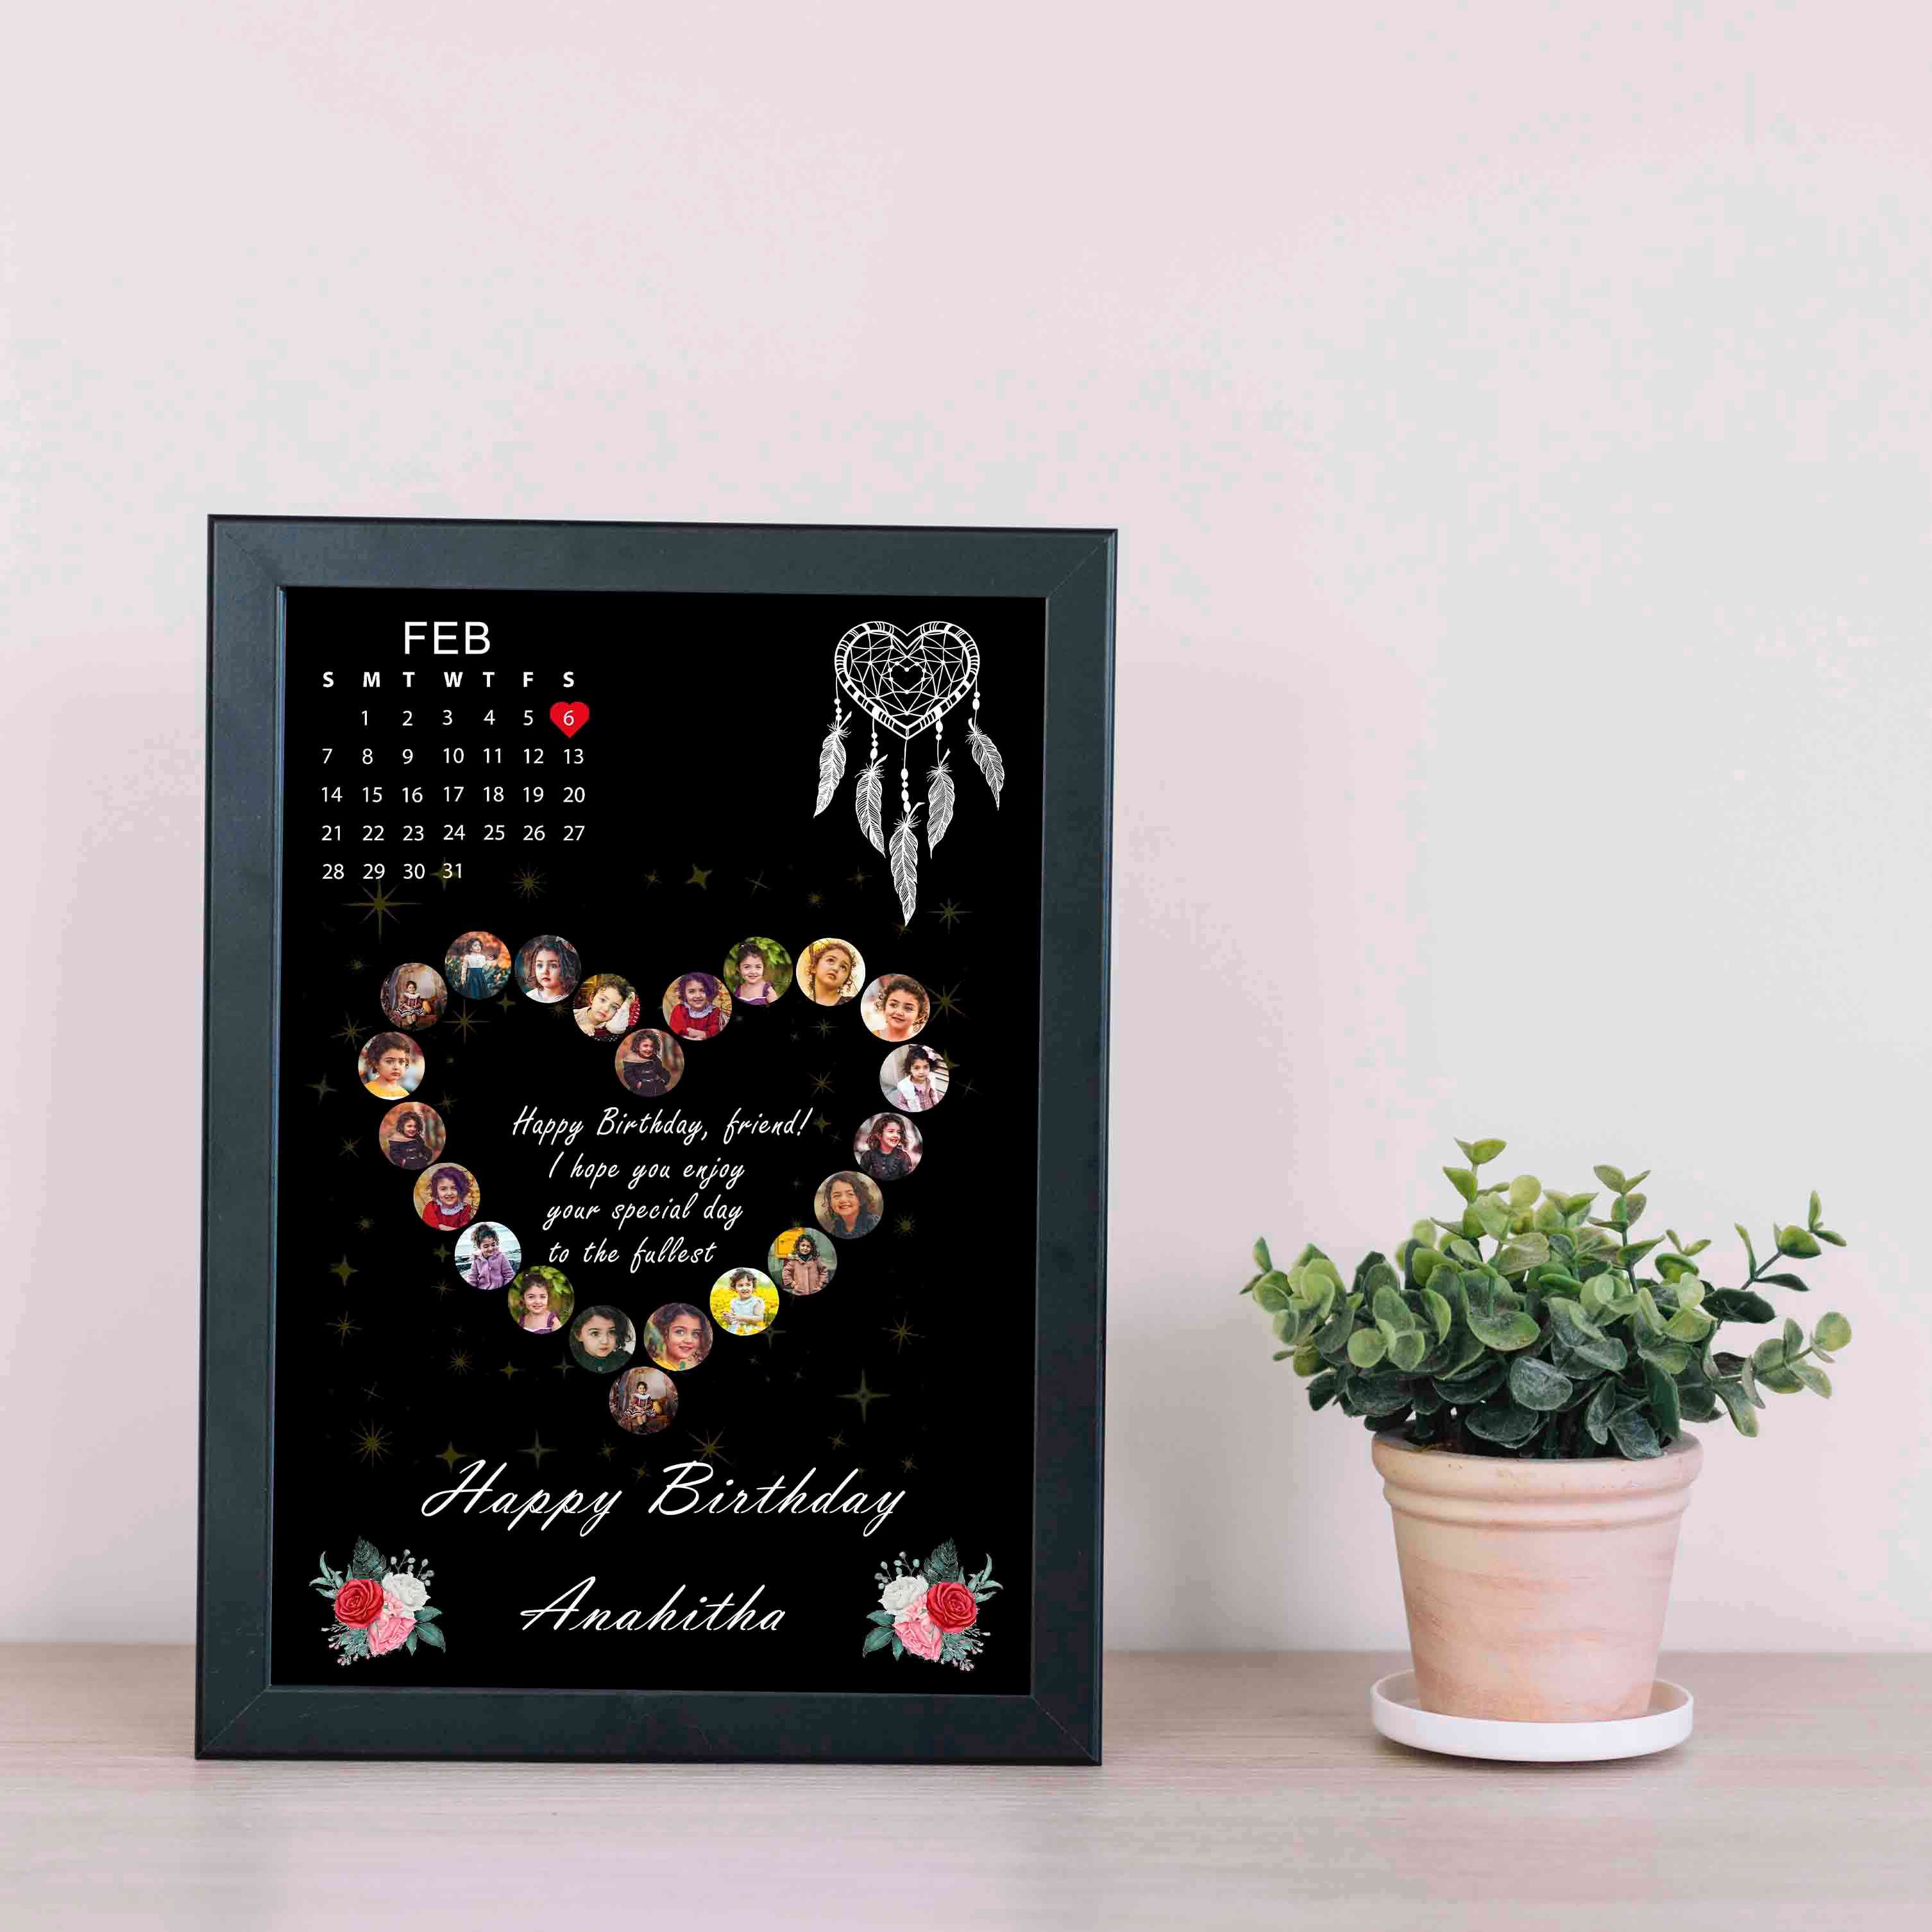 FEB
S M T W T F S
1 2 3 4 5 6
7 8 9 10 11 12 13
14 15 16 17 18 19 20
21 22 23 24 25 26 27
28 29 30 31
Happy Birthday, friend!
I hope you enjoy
your special day
to the fullest
Happy Birthday
Anahitha